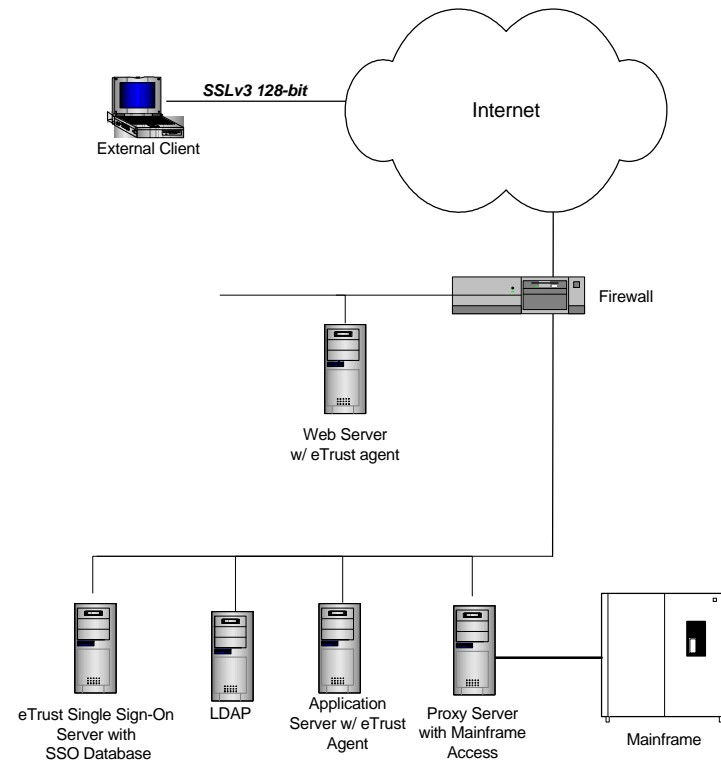 SSLv3 128-bit
Internet
External Client
Firewall
Web Server
w/ eTrust agent
eTrust Single Sign-On
Server with
SSO Database
LDAP
Application
Server w/ eTrust
Agent
Proxy Server
with Mainframe
Access
Mainframe